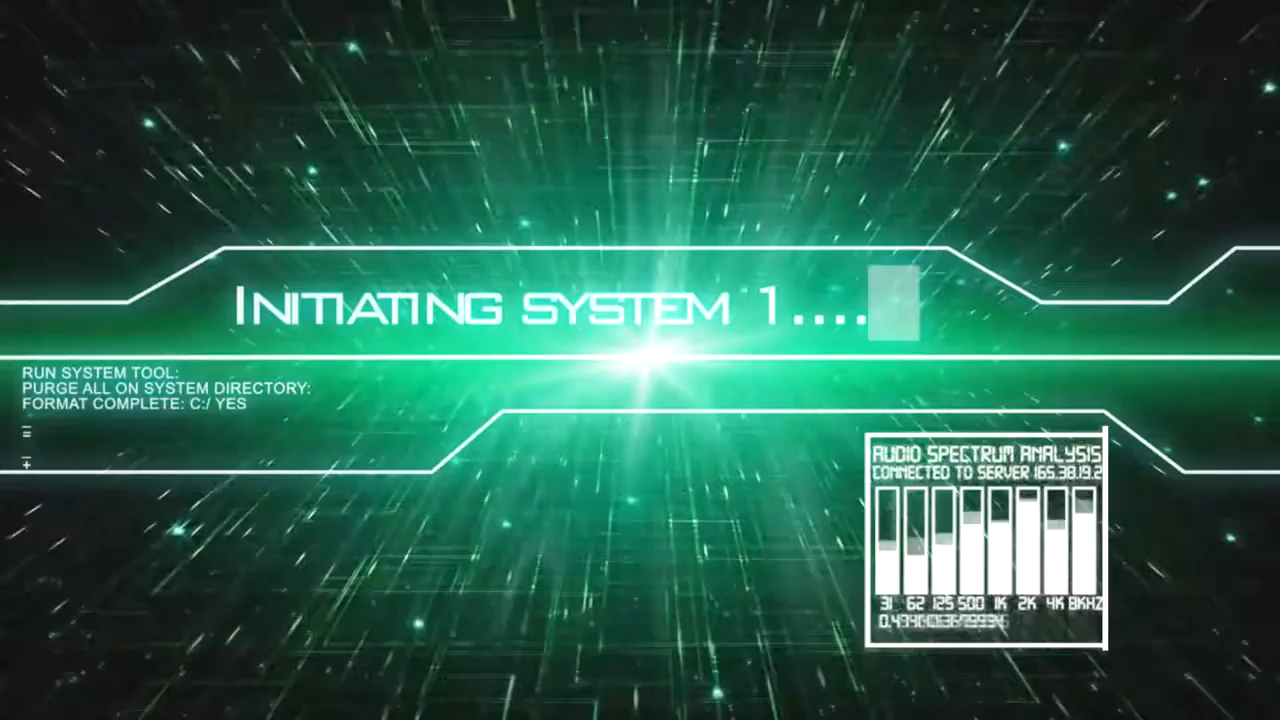 INITIATING SYSTEM 1....
RUN SYSTEM TOOL:
PURGE ALL ON SYSTEM DIRECTORY:
FORMAT COMPLETE: C:/ YES
AUDIO SPECTRUM ANALYSIS
CONNECTED TO SERVER 165.38.19.2
31 62 125 500 1K 2K 4K 8KHZ